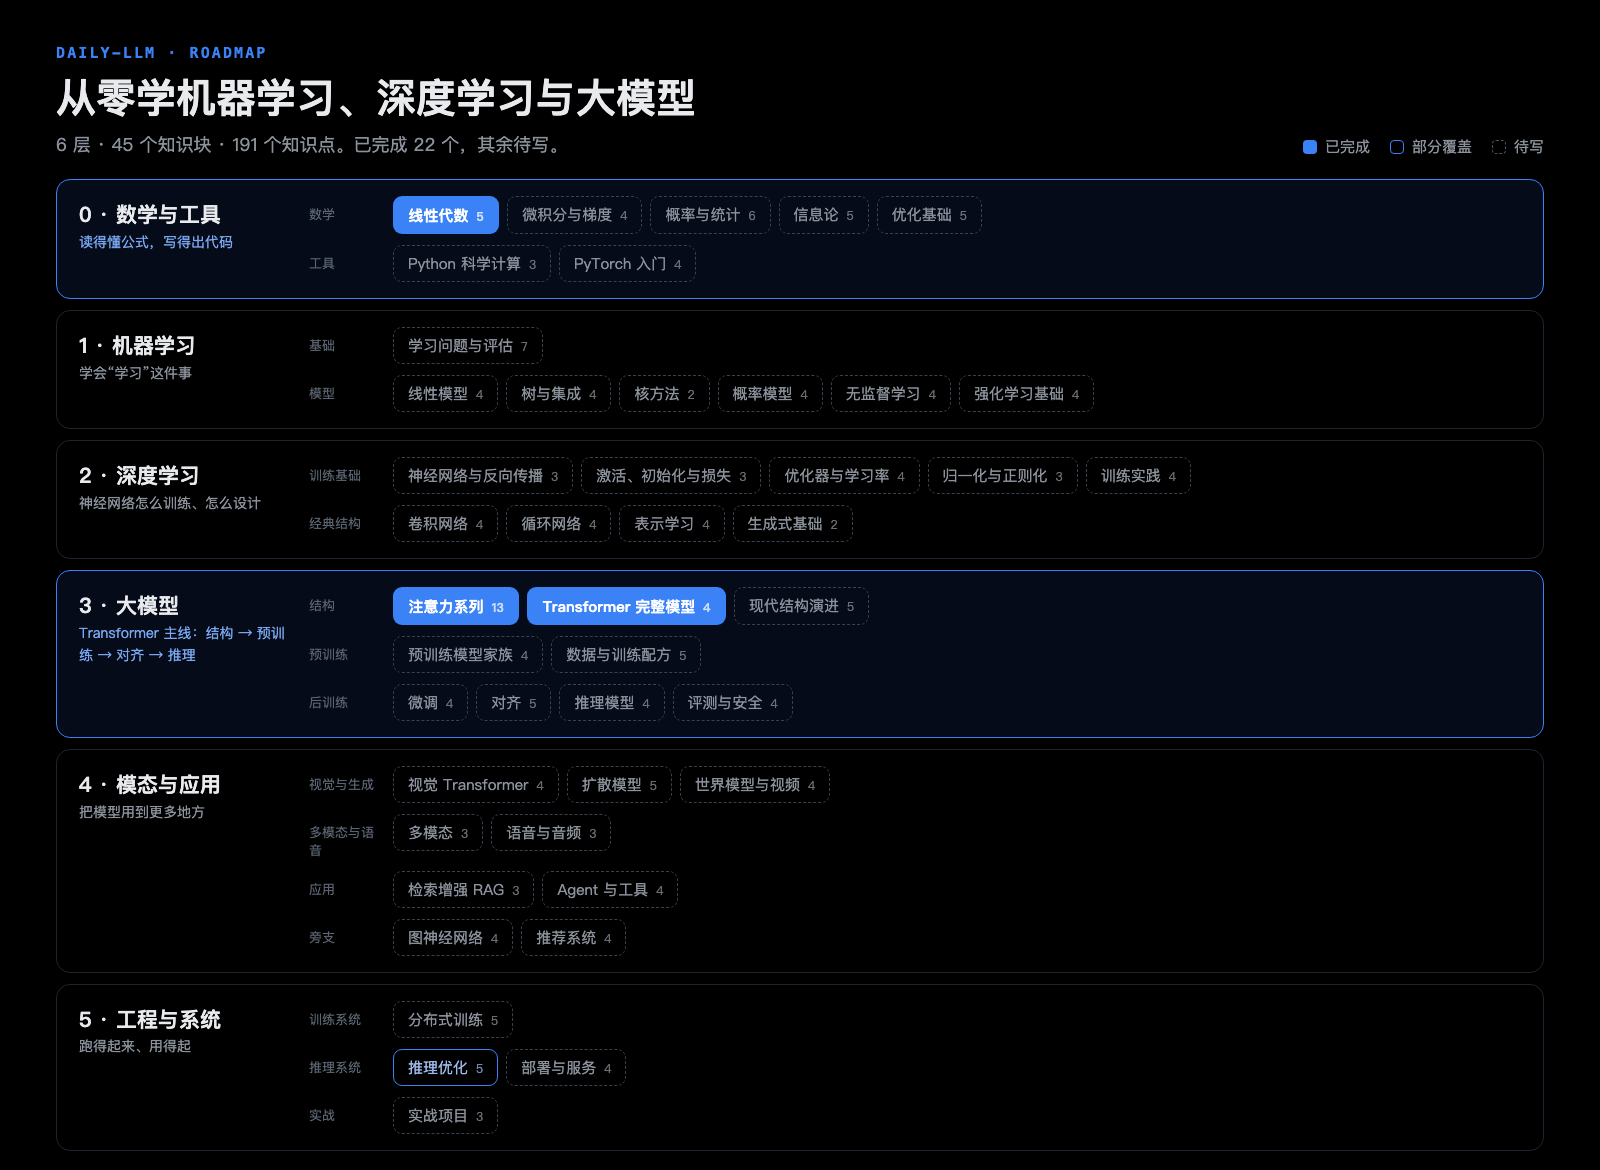 DAILY-LLM · ROADMAP
从零学机器学习、深度学习与大模型
6 层 · 45 个知识块 · 191 个知识点。已完成 22 个，其余待写。
已完成 部分覆盖 待写
0 · 数学与工具
读得懂公式，写得出代码
数学 线性代数 5 微积分与梯度 4 概率与统计 6 信息论 5 优化基础 5
工具 Python 科学计算 3 PyTorch 入门 4
1 · 机器学习
学会“学习”这件事
基础 学习问题与评估 7
模型 线性模型 4 树与集成 4 核方法 2 概率模型 4 无监督学习 4 强化学习基础 4
2 · 深度学习
神经网络怎么训练、怎么设计
训练基础 神经网络与反向传播 3 激活、初始化与损失 3 优化器与学习率 4 归一化与正则化 3 训练实践 4
经典结构 卷积网络 4 循环网络 4 表示学习 4 生成式基础 2
3 · 大模型
Transformer 主线：结构 → 预训
练 → 对齐 → 推理
结构 注意力系列 13 Transformer 完整模型 4 现代结构演进 5
预训练 预训练模型家族 4 数据与训练配方 5
后训练 微调 4 对齐 5 推理模型 4 评测与安全 4
4 · 模态与应用
把模型用到更多地方
视觉与生成 视觉 Transformer 4 扩散模型 5 世界模型与视频 4
多模态与语
音
多模态 3 语音与音频 3
应用 检索增强 RAG 3 Agent 与工具 4
旁支 图神经网络 4 推荐系统 4
5 · 工程与系统
跑得起来、用得起
训练系统 分布式训练 5
推理系统 推理优化 5 部署与服务 4
实战 实战项目 3